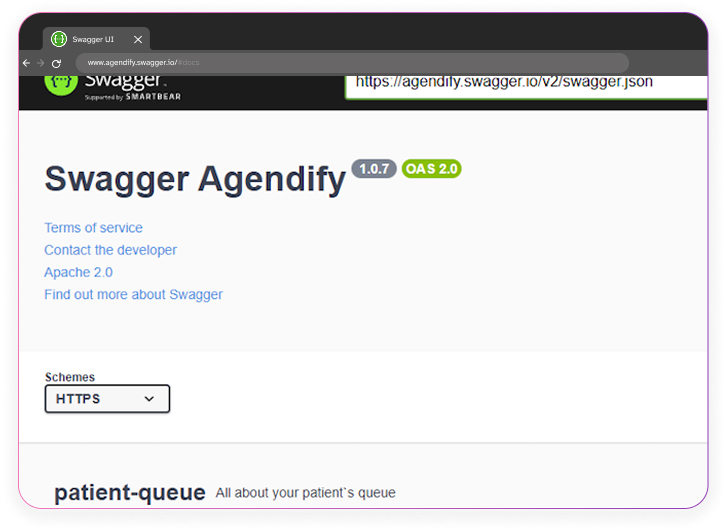 Swagger UI
www.agendify.swagger.io/#docs
Swagger
Supported by SMARTBEAR
https://agendify.swagger.io/v2/swagger.json
Swagger Agendify 1.0.7 OAS 2.0
Terms of service
Contact the developer
Apache 2.0
Find out more about Swagger
Schemes
HTTPS
patient-queue All about your patient`s queue